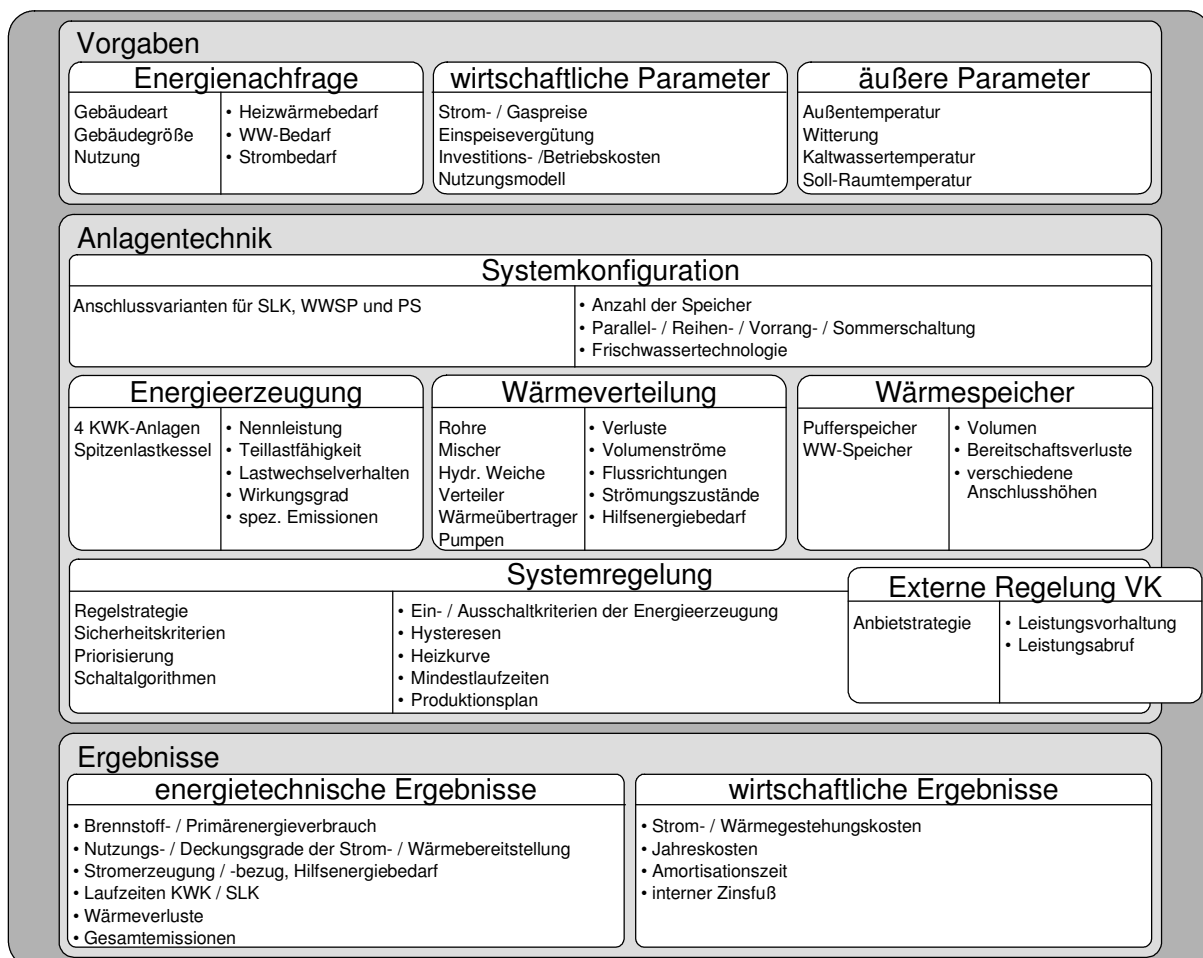 Vorgaben
Energienachfrage
Gebäudeart
Gebäudegröße
Nutzung
• Heizwärmebedarf
• WW-Bedarf
• Strombedarf
wirtschaftliche Parameter
Strom- / Gaspreise
Einspeisevergütung
Investitions- /Betriebskosten
Nutzungsmodell
äußere Parameter
Außentemperatur
Witterung
Kaltwassertemperatur
Soll-Raumtemperatur
Anlagentechnik
Systemkonfiguration
Anschlussvarianten für SLK, WWSP und PS
• Anzahl der Speicher
• Parallel- / Reihen- / Vorrang- / Sommerschaltung
• Frischwassertechnologie
Energieerzeugung
4 KWK-Anlagen
Spitzenlastkessel
• Nennleistung
• Teillastfähigkeit
• Lastwechselverhalten
• Wirkungsgrad
• spez. Emissionen
Wärmeverteilung
Rohre
Mischer
Hydr. Weiche
Verteiler
Wärmeübertrager
Pumpen
• Verluste
• Volumenströme
• Flussrichtungen
• Strömungszustände
• Hilfsenergiebedarf
Wärmespeicher
Pufferspeicher
WW-Speicher
• Volumen
• Bereitschaftsverluste
• verschiedene
Anschlusshöhen
Systemregelung
Regelstrategie
Sicherheitskriterien
Priorisierung
Schaltalgorithmen
• Ein- / Ausschaltkriterien der Energieerzeugung
• Hysteresen
• Heizkurve
• Mindestlaufzeiten
• Produktionsplan
Externe Regelung VK
Anbietstrategie
• Leistungsvorhaltung
• Leistungsabruf
Ergebnisse
energietechnische Ergebnisse
• Brennstoff- / Primärenergieverbrauch
• Nutzungs- / Deckungsgrade der Strom- / Wärmebereitstellung
• Stromerzeugung / -bezug, Hilfsenergiebedarf
• Laufzeiten KWK / SLK
• Wärmeverluste
• Gesamtemissionen
wirtschaftliche Ergebnisse
• Strom- / Wärmegestehungskosten
• Jahreskosten
• Amortisationszeit
• interner Zinsfuß